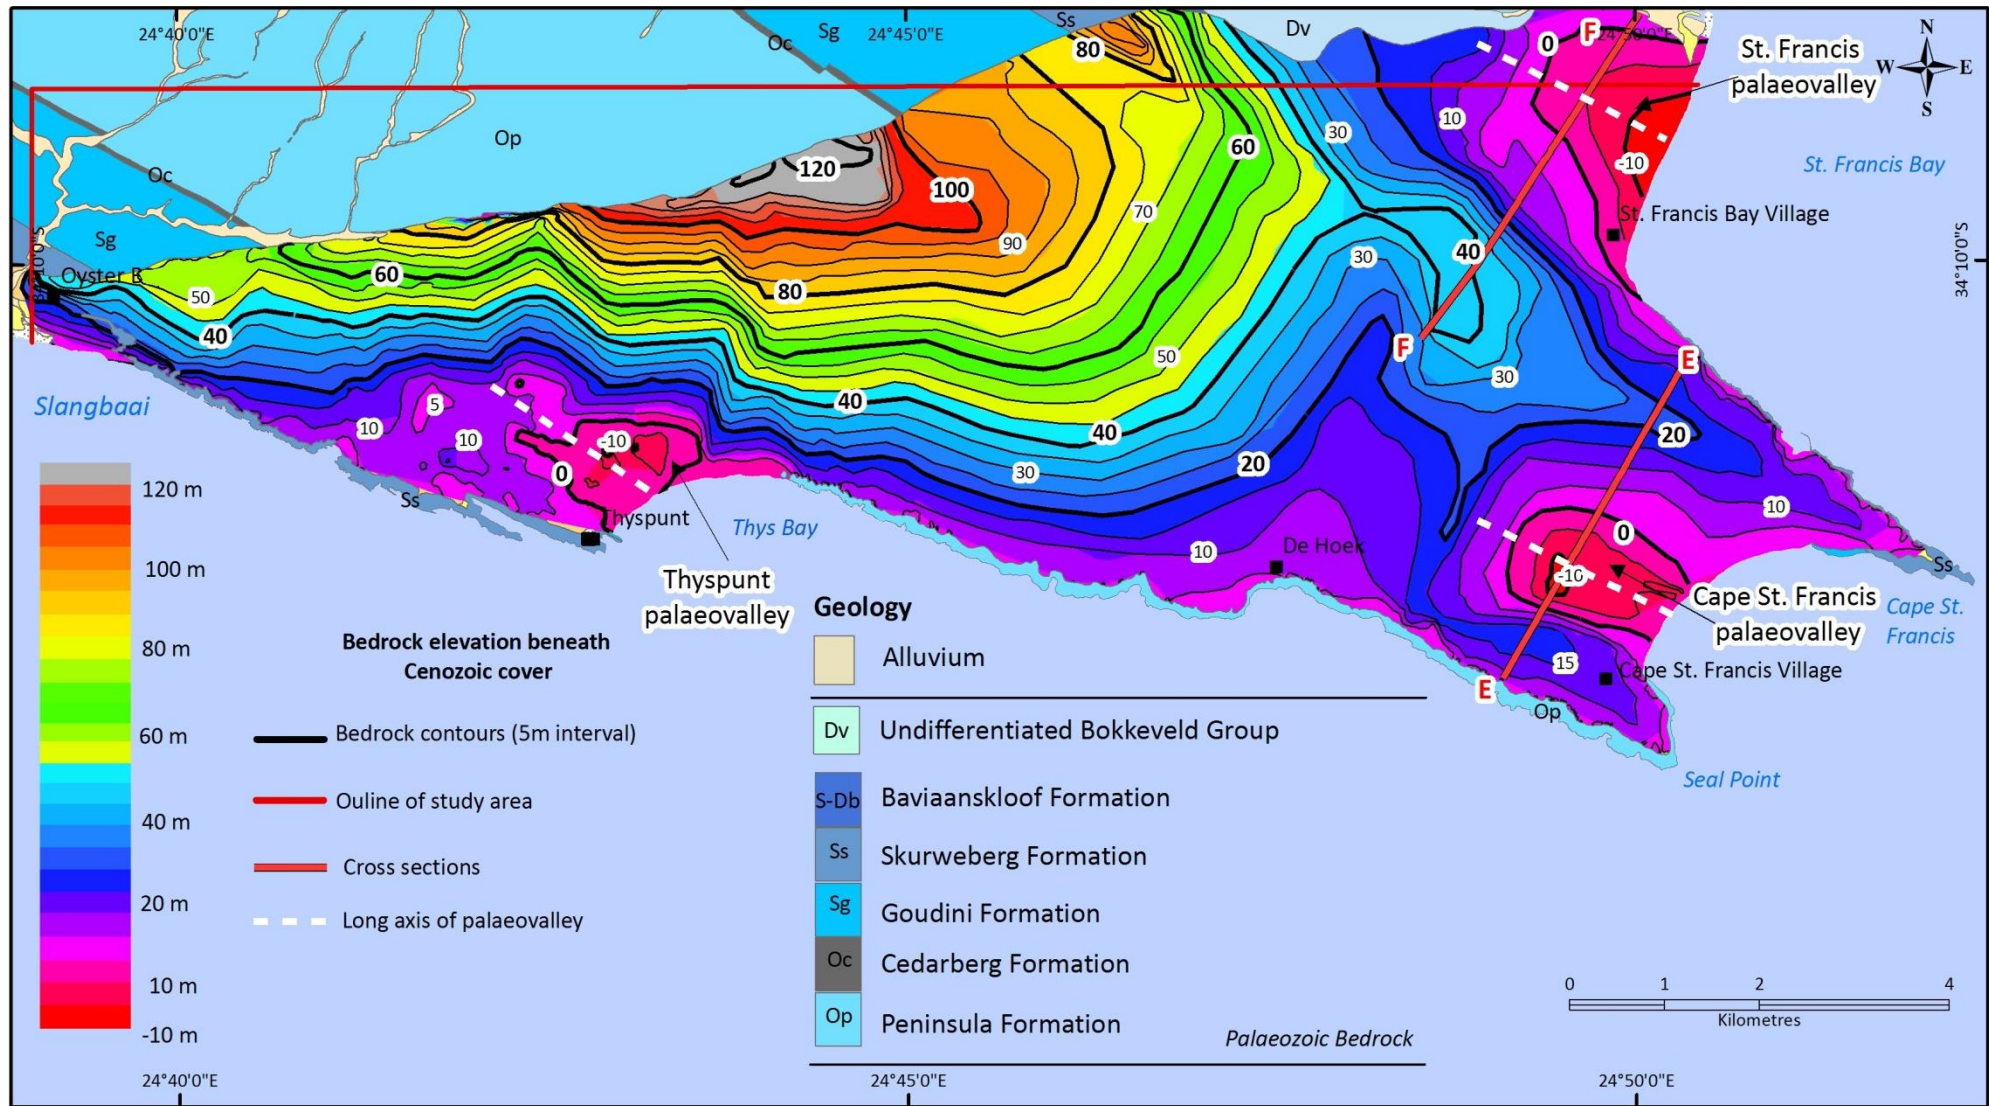 24°40'0"E
Sg
Ss
24°45'0"E
Oc
Dv
80
0
F
24°50'0"E
St. Francis
palaeovalley
N
W
E
S
Op
10
30
60
Oc
120
100
-10
St. Francis Bay
70
St. Francis Bay Village
Sg
90
40
30
34°10'0"S
Oyster B
60
50
80
40
F
50
30
E
Slangbaai
5
40
10
10
-10
40
20
20
0
30
10
120 m
Ss
Thys Bay
hyspunt
10
De Hoek
0
-10
Ss
100 m
Thyspunt
palaeovalley
Cape St. Francis
palaeovalley
Cape St.
Francis
Geology
Bedrock elevation beneath
Cenozoic cover
80 m
Alluvium
15
Cape St. Francis Village
E
Op
60 m
Bedrock contours (5m interval)
Dv
Undifferentiated Bokkeveld Group
Seal Point
Ouline of study area
S-Db
Baviaanskloof Formation
40 m
Ss
Skurweberg Formation
Cross sections
20 m
Sg
Goudini Formation
Long axis of palaeovalley
Oc
Cedarberg Formation
10 m
0
1
2
4
Kilometres
Op
Peninsula Formation
-10 m
Palaeozoic Bedrock
24°40'0"E
24°45'0"E
24°50'0"E